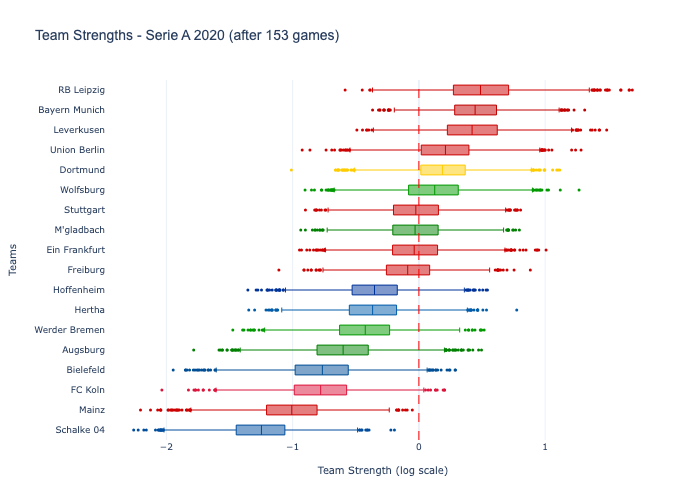 Team Strengths - Serie A 2020 (after 153 games)
RB Leipzig
Bayern Munich
Leverkusen
Union Berlin
Dortmund
Wolfsburg
Stuttgart
M'gladbach
Ein Frankfurt
Freiburg
Hoffenheim
Hertha
Werder Bremen
Augsburg
Bielefeld
FC Koln
Mainz
Schalke 04
Teams
−2 −1 0 1
Team Strength (log scale)